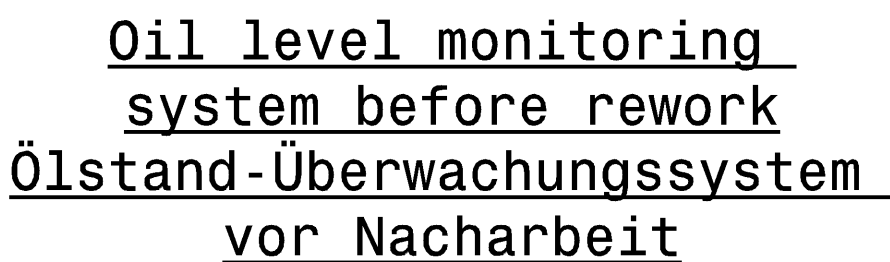 Oil level monitoring
system before rework
Ölstand-Überwachungssystem
vor Nacharbeit